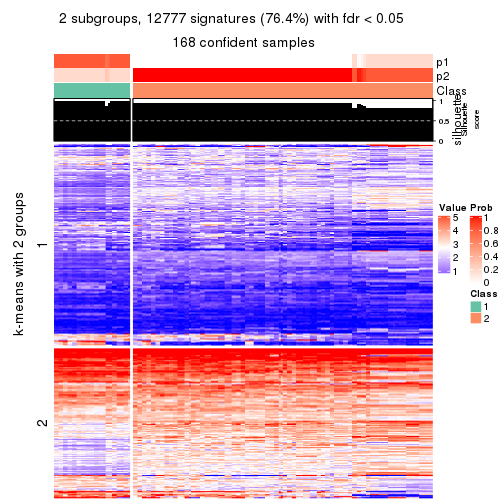 2 subgroups, 12777 signatures (76.4%) with fdr < 0.05
168 confident samples
p1
p2
Class
1
0.5
0
silhouette
Silhouette
score
k-means with 2 groups
1
2
Value
5
4
3
2
1
Prob
1
0.8
0.6
0.4
0.2
0
Class
1
2